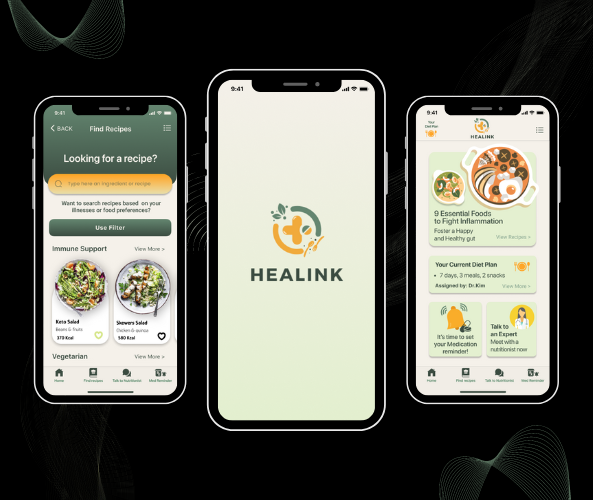 9:41
BACK
Find Recipes
Looking for a recipe?
Type here an ingredient or recipe
Want to search recipes based on your
illnesses or food preferences?
Use Filter
Immune Support
View More >
Keto Salad
Beans & fruits
370 Kcal
Skewers Salad
Chicken & quinoa
580 Kcal
Vegetarian
View More >
Home
Find recipes
Talk to Nutritionist
Med Reminder
9:41
HEALINK
9:41
Your
Diet Plan
HEALINK
9 Essential Foods
to Fight Inflammation
Foster a Happy
and Healthy gut
View Recipes >
Your Current Diet Plan
• 7 days, 3 meals, 2 snacks
Assigned by: Dr.Kim
View More >
It's time to set
your Medication
reminder!
Talk to
an Expert
Meet with a
nutritionist now
Home
Find recipes
Talk to Nutritionist
Med Reminder